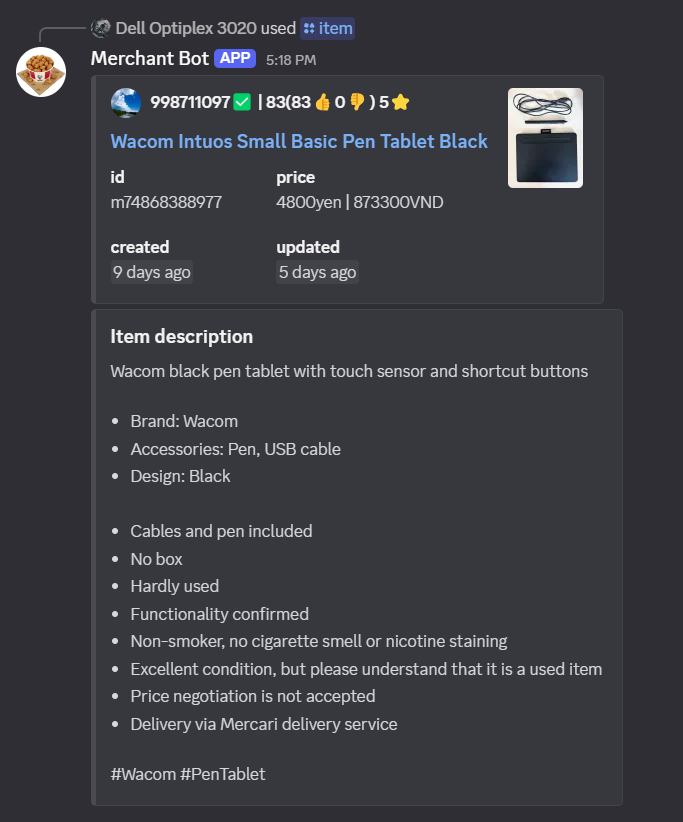 Dell Optiplex 3020 used item
Merchant Bot APP 5:18 PM
998711097✅ | 83(83 👍 0 👎 ) 5⭐
Wacom Intuos Small Basic Pen Tablet Black
id price
m74868388977 4800yen | 873300VND
created updated
9 days ago 5 days ago
Item description
Wacom black pen tablet with touch sensor and shortcut buttons
• Brand: Wacom
• Accessories: Pen, USB cable
• Design: Black
• Cables and pen included
• No box
• Hardly used
• Functionality confirmed
• Non-smoker, no cigarette smell or nicotine staining
• Excellent condition, but please understand that it is a used item
• Price negotiation is not accepted
• Delivery via Mercari delivery service
#Wacom #PenTablet